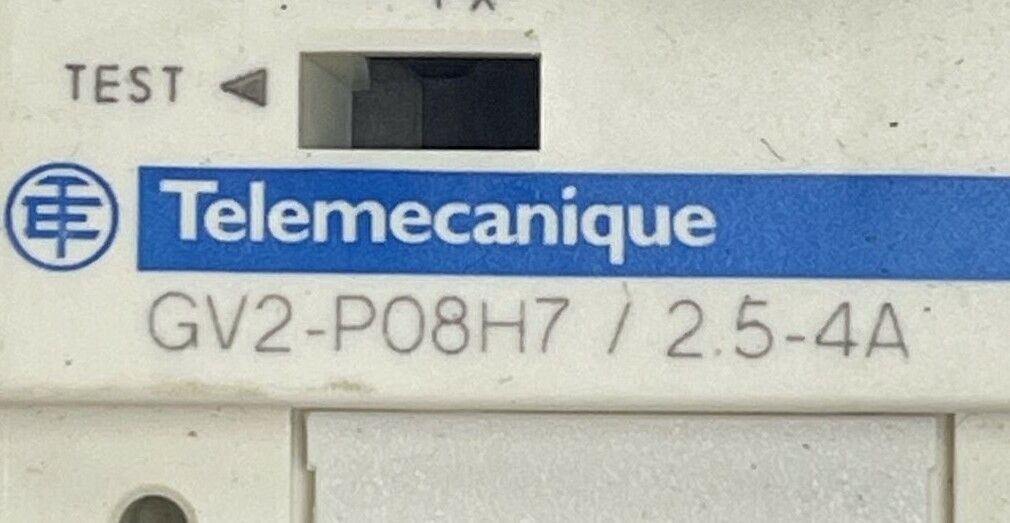 TEST
Telemecanique
GV2-P08H7 / 2.5-4A